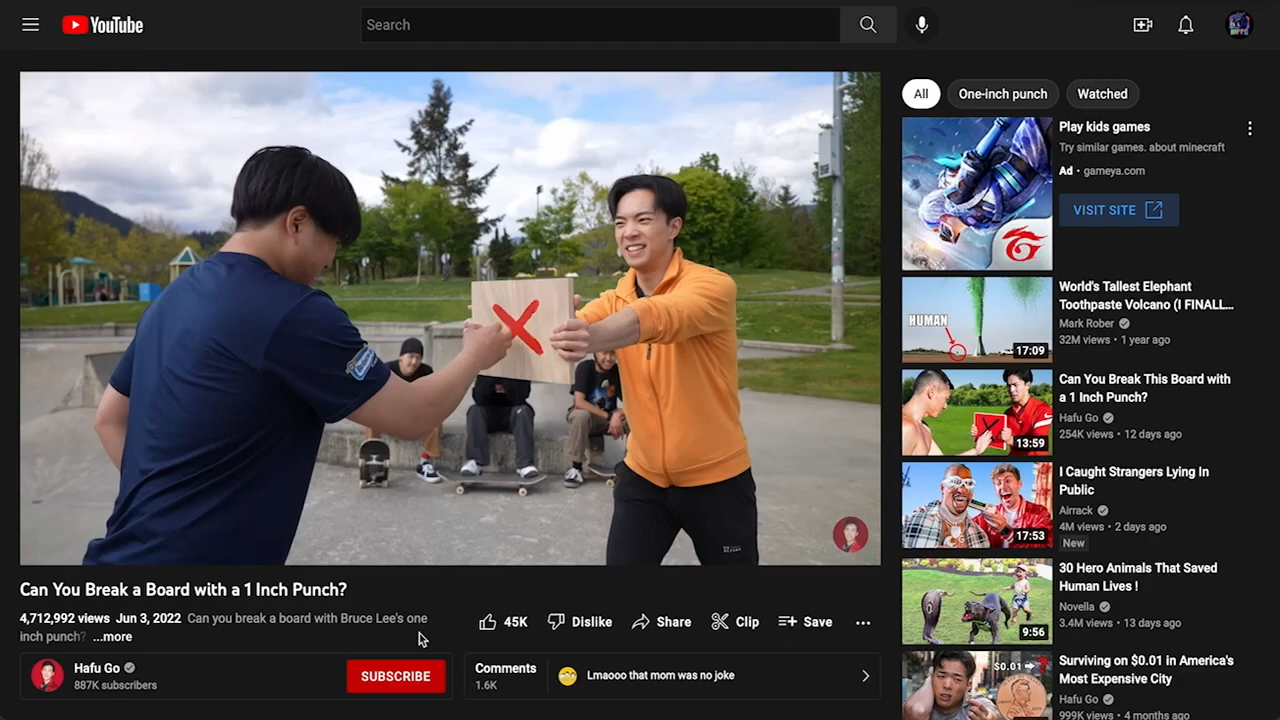 YouTube
Search
All
One-inch punch
Watched
Play kids games
Try similar games. about minecraft
Ad · gameya.com
VISIT SITE
HUMAN
17:09
World's Tallest Elephant
Toothpaste Volcano (I FINALL...
Mark Rober
32M views · 1 year ago
13:59
Can You Break This Board with
a 1 Inch Punch?
Hafu Go
254K views · 12 days ago
17:53
I Caught Strangers Lying In
Public
Airrack
4M views · 2 days ago
New
9:56
30 Hero Animals That Saved
Human Lives !
Novella
3.4M views · 13 days ago
$0.01 → ?
Surviving on $0.01 in America's
Most Expensive City
Hafu Go
999K views · 4 months ago
Can You Break a Board with a 1 Inch Punch?
4,712,992 views Jun 3, 2022 Can you break a board with Bruce Lee's one
inch punch? ...more
45K
Dislike
Share
Clip
Save
Hafu Go
887K subscribers
SUBSCRIBE
Comments
1.6K
Lmaooo that mom was no joke